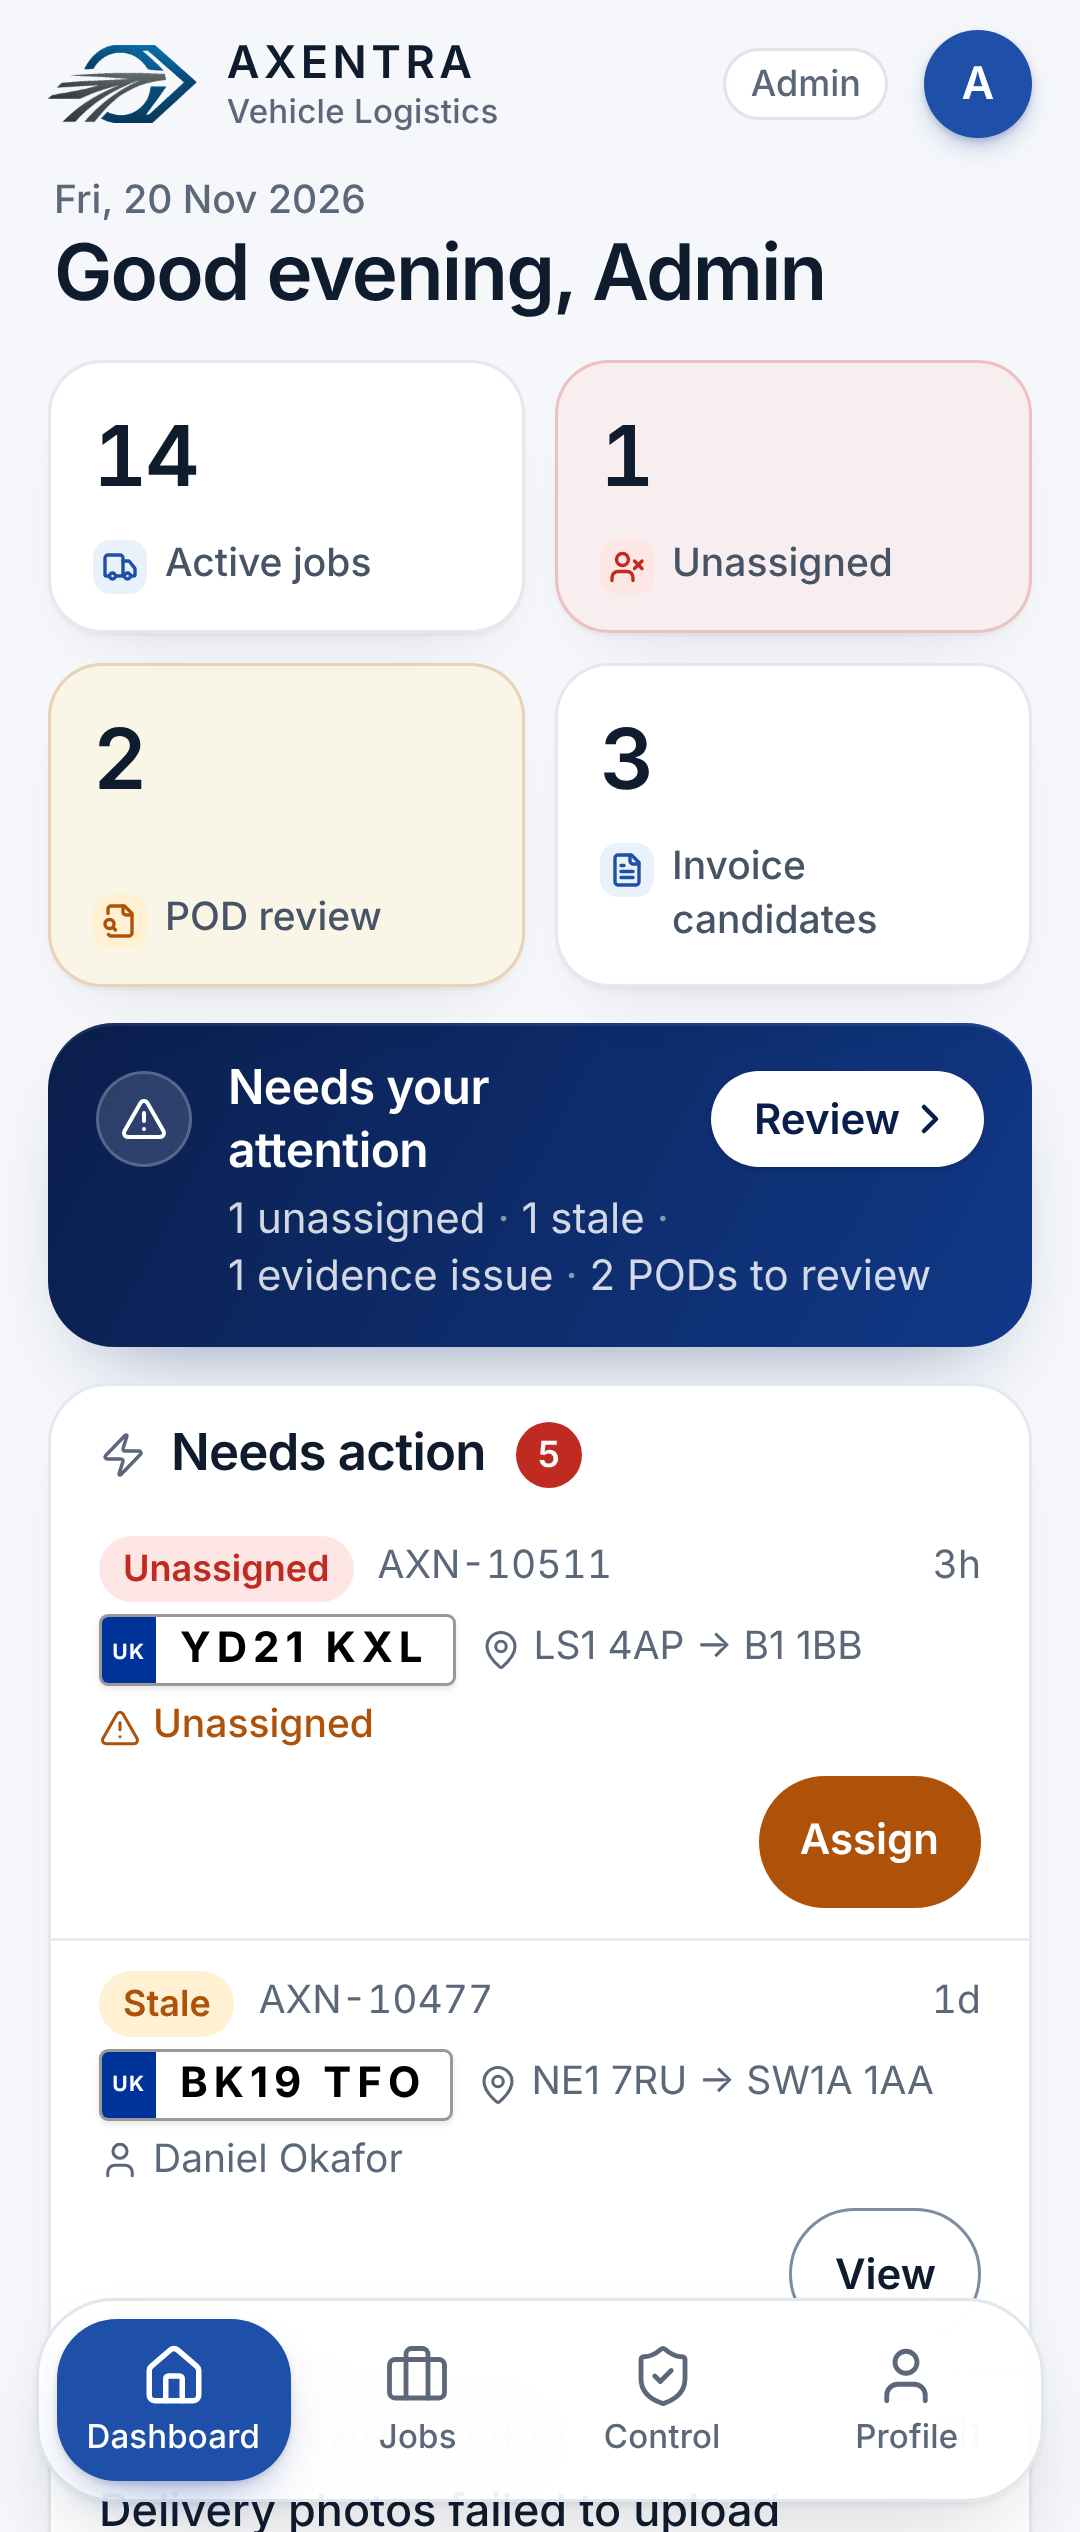 AXENTRA
Vehicle Logistics
Admin
A
Fri, 20 Nov 2026
Good evening, Admin
14
Active jobs
1
Unassigned
2
POD review
3
Invoice
candidates
Needs your
attention
Review
1 unassigned · 1 stale ·
1 evidence issue · 2 PODs to review
Needs action 5
Unassigned AXN-10511 3h
UK YD21 KXL LS1 4AP → B1 1BB
Unassigned
Assign
Stale AXN-10477 1d
UK BK19 TFO NE1 7RU → SW1A 1AA
Daniel Okafor
View
Dashboard Jobs Control Profile
Delivery photos failed to upload